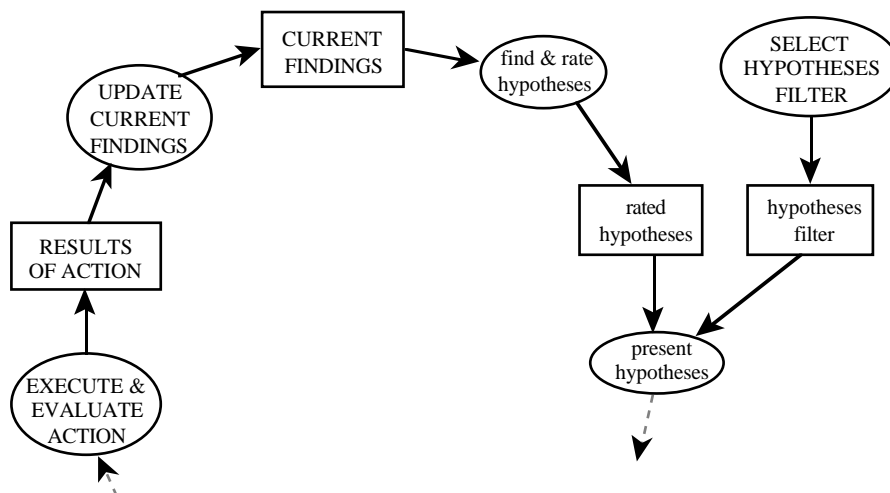 CURRENT
FINDINGS
find & rate
hypotheses
SELECT
HYPOTHESES
FILTER
UPDATE
CURRENT
FINDINGS
rated
hypotheses
hypotheses
filter
RESULTS
OF ACTION
present
hypotheses
EXECUTE &
EVALUATE
ACTION